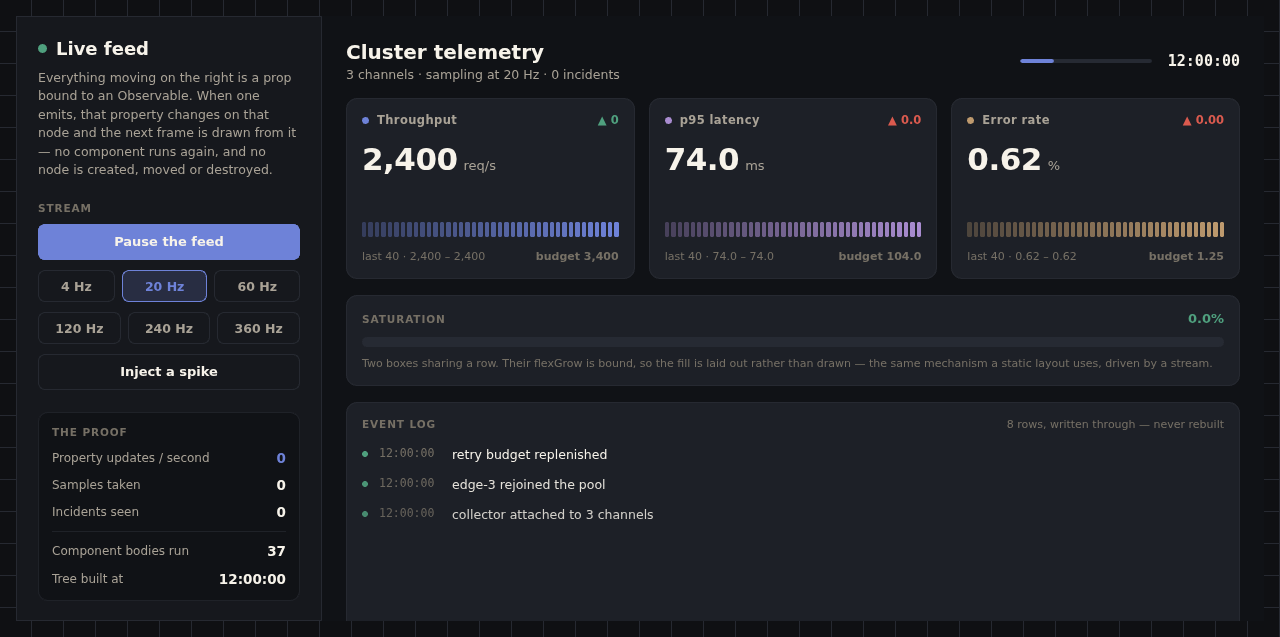 Live feed
Everything moving on the right is a prop
bound to an Observable. When one
emits, that property changes on that
node and the next frame is drawn from it
— no component runs again, and no
node is created, moved or destroyed.
STREAM
Pause the feed
4 Hz
20 Hz
60 Hz
120 Hz
240 Hz
360 Hz
Inject a spike
THE PROOF
Property updates / second 0
Samples taken 0
Incidents seen 0
Component bodies run 37
Tree built at 12:00:00
Cluster telemetry
3 channels · sampling at 20 Hz · 0 incidents
12:00:00
Throughput ▲ 0
2,400 req/s
last 40 · 2,400 – 2,400 budget 3,400
p95 latency ▲ 0.0
74.0 ms
last 40 · 74.0 – 74.0 budget 104.0
Error rate ▲ 0.00
0.62 %
last 40 · 0.62 – 0.62 budget 1.25
SATURATION 0.0%
Two boxes sharing a row. Their flexGrow is bound, so the fill is laid out rather than drawn — the same mechanism a static layout uses, driven by a stream.
EVENT LOG 8 rows, written through — never rebuilt
12:00:00 retry budget replenished
12:00:00 edge-3 rejoined the pool
12:00:00 collector attached to 3 channels